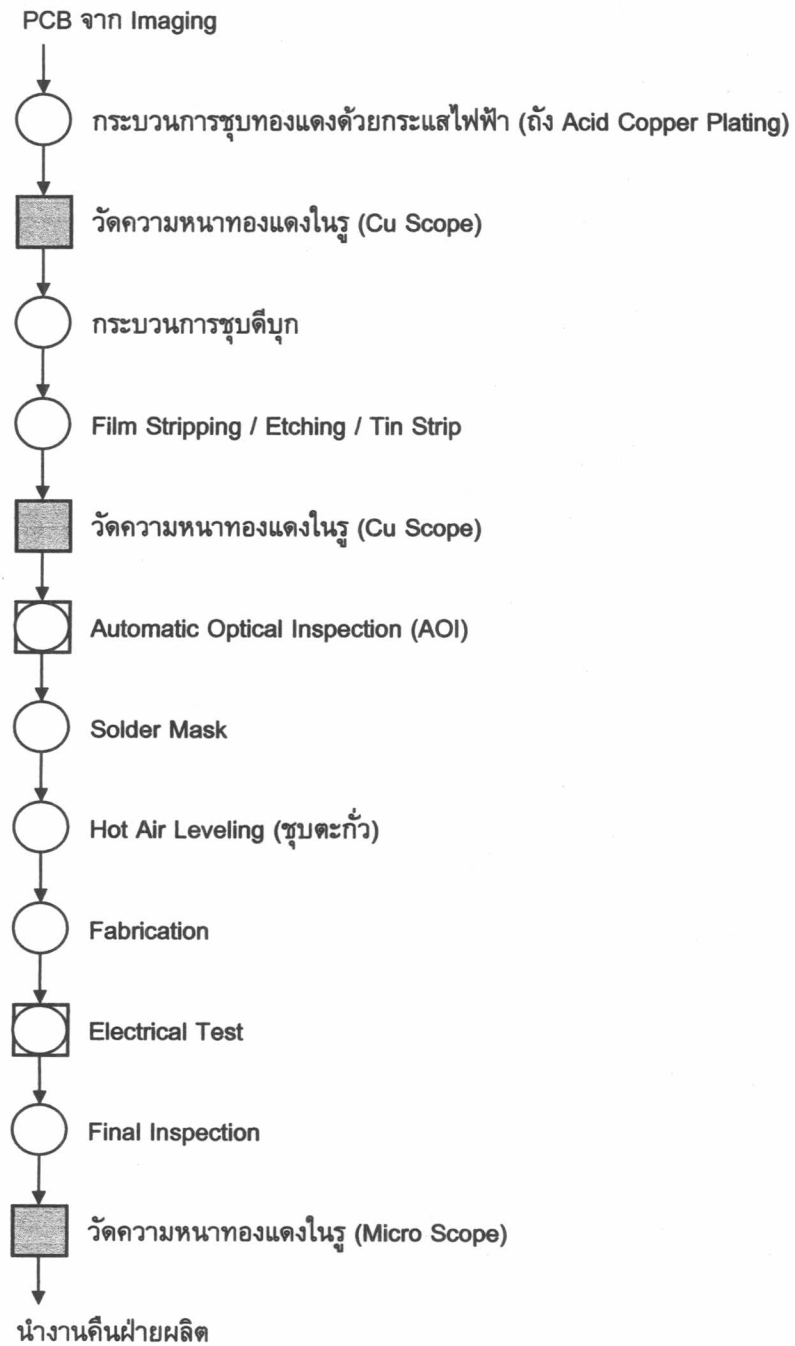 PCB จาก Imaging
กระบวนการชุบทองแดงด้วยกระแสไฟฟ้า (ถัง Acid Copper Plating)
วัดความหนาทองแดงในรู (Cu Scope)
กระบวนการชุบดีบุก
Film Stripping / Etching / Tin Strip
วัดความหนาทองแดงในรู (Cu Scope)
Automatic Optical Inspection (AOI)
Solder Mask
Hot Air Leveling (ชุบตะกั่ว)
Fabrication
Electrical Test
Final Inspection
วัดความหนาทองแดงในรู (Micro Scope)
นำงานคืนฝ่ายผลิต